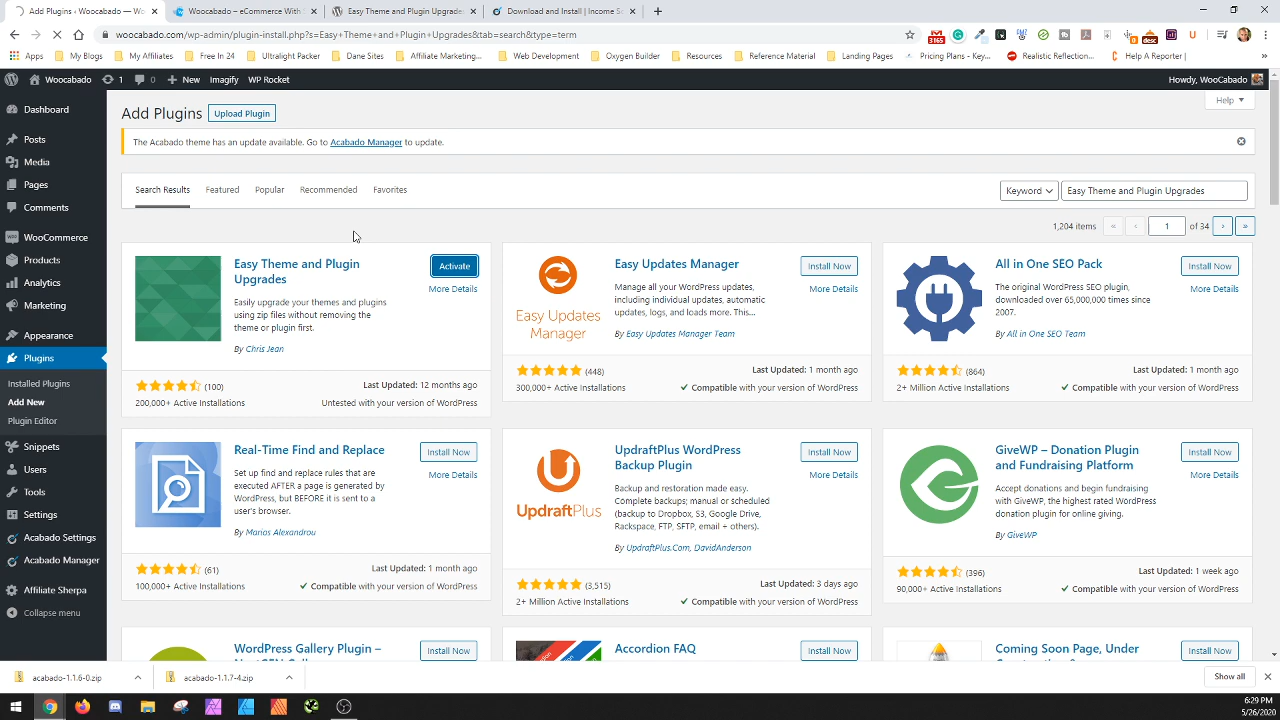 Add Plugins ‹ Woocabado — Wo
Woocabado – eCommerce With S
Easy Theme and Plugin Upgrades
Download and Install | Income Sc
woocabado.com/wp-admin/plugin-install.php?s=Easy+Theme+and+Plugin+Upgrades&tab=search&type=term
3165
desc
Apps
My Blogs
My Affiliates
Free In 24
Ultralight Packer
Dane Sites
Affilate Marketing...
Web Development
Oxygen Builder
Resources
Reference Material
Landing Pages
Pricing Plans - Key...
Realistic Reflection...
Help A Reporter |
Woocabado
1
0
New
Imagify
WP Rocket
Howdy, WooCabado
Dashboard
Posts
Media
Pages
Comments
WooCommerce
Products
Analytics
Marketing
Appearance
Plugins
Installed Plugins
Add New
Plugin Editor
Snippets
Users
Tools
Settings
Acabado Settings
Acabado Manager
Affiliate Sherpa
Collapse menu
Add Plugins
Upload Plugin
Help
The Acabado theme has an update available. Go to Acabado Manager to update.
Search Results
Featured
Popular
Recommended
Favorites
Keyword
Easy Theme and Plugin Upgrades
1,204 items
«
‹
1
of 34
›
»
Easy Theme and Plugin
Upgrades
Activate
More Details
Easily upgrade your themes and plugins
using zip files without removing the
theme or plugin first.
By Chris Jean
(100)
200,000+ Active Installations
Last Updated: 12 months ago
Untested with your version of WordPress
Easy Updates
Manager
Easy Updates Manager
Install Now
More Details
Manage all your WordPress updates,
including individual updates, automatic
updates, logs, and loads more. This...
By Easy Updates Manager Team
(448)
300,000+ Active Installations
Last Updated: 1 month ago
Compatible with your version of WordPress
All in One SEO Pack
Install Now
More Details
The original WordPress SEO plugin,
downloaded over 65,000,000 times since
2007.
By All in One SEO Team
(864)
2+ Million Active Installations
Last Updated: 1 month ago
Compatible with your version of WordPress
Real-Time Find and Replace
Install Now
More Details
Set up find and replace rules that are
executed AFTER a page is generated by
WordPress, but BEFORE it is sent to a
user's browser.
By Marios Alexandrou
(61)
100,000+ Active Installations
Last Updated: 1 month ago
Compatible with your version of WordPress
UpdraftPlus
UpdraftPlus WordPress
Backup Plugin
Install Now
More Details
Backup and restoration made easy.
Complete backups; manual or scheduled
(backup to Dropbox, S3, Google Drive,
Rackspace, FTP, SFTP, email + others).
By UpdraftPlus.Com, DavidAnderson
(3,515)
2+ Million Active Installations
Last Updated: 3 days ago
Compatible with your version of WordPress
GiveWP – Donation Plugin
and Fundraising Platform
Install Now
More Details
Accept donations and begin fundraising
with GiveWP, the highest rated WordPress
donation plugin for online giving.
By GiveWP
(396)
90,000+ Active Installations
Last Updated: 1 week ago
Compatible with your version of WordPress
WordPress Gallery Plugin –
Install Now
Accordion FAQ
Install Now
Coming Soon Page, Under
Install Now
acabado-1.1.6-0.zip
acabado-1.1.7-4.zip
Show all
6:29 PM
5/26/2020